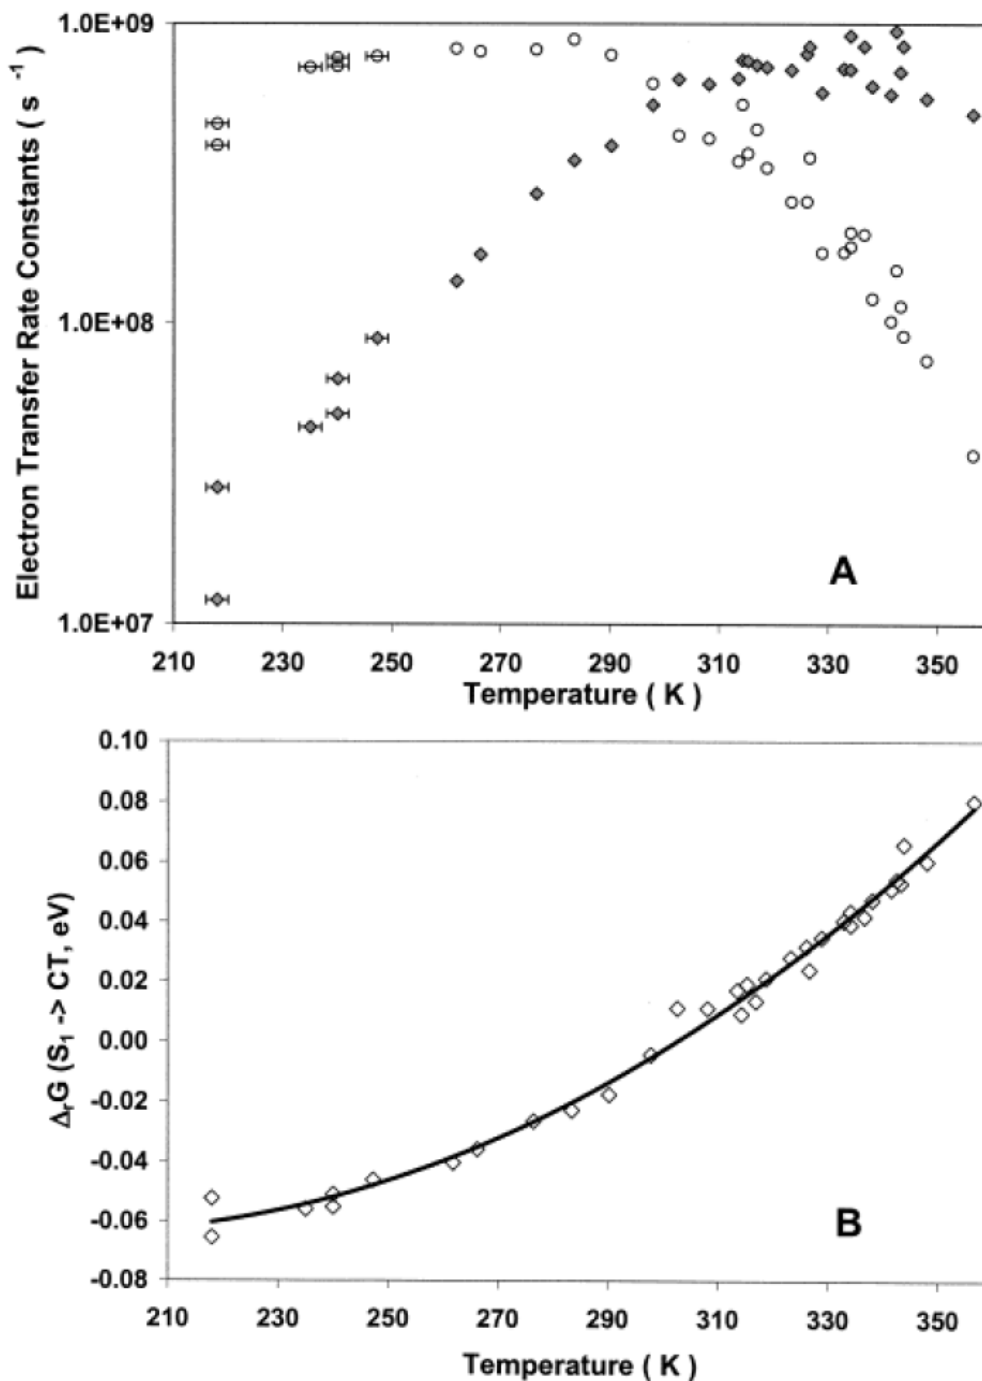 Electron Transfer Rate Constants ( s ⁻¹)
1.0E+09
1.0E+08
1.0E+07
210 230 250 270 290 310 330 350
Temperature ( K )
A
ΔᵣG (S₁ -> CT, eV)
0.10
0.08
0.06
0.04
0.02
0.00
-0.02
-0.04
-0.06
-0.08
210 230 250 270 290 310 330 350
Temperature ( K )
B